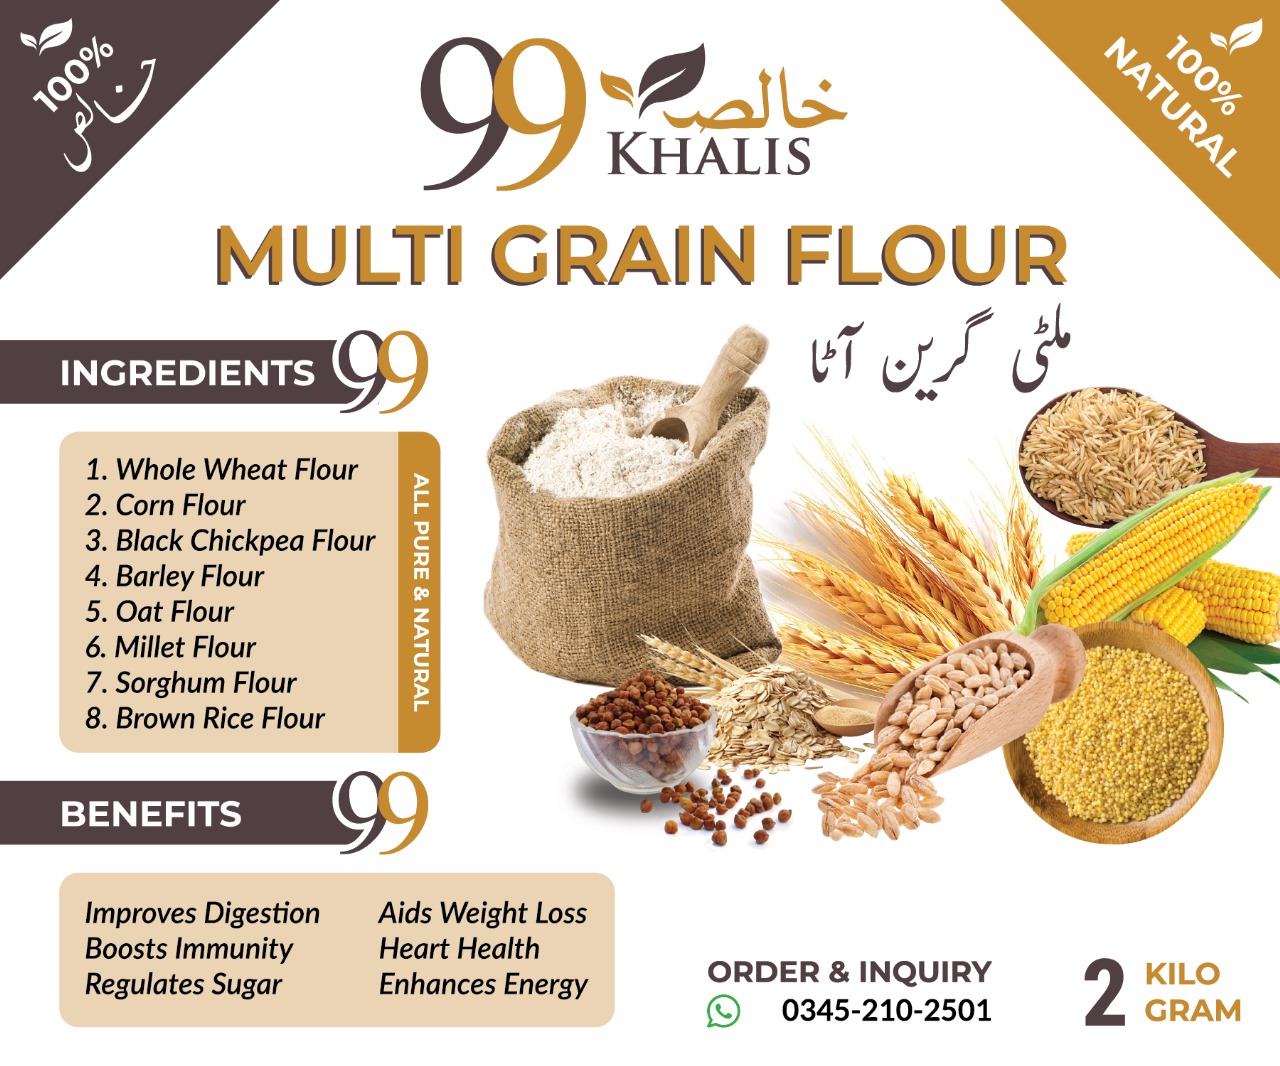 100%
خالص
99 خالص
KHALIS
100%
NATURAL
MULTI GRAIN FLOUR
ملٹی گرین آٹا
INGREDIENTS 99
1. Whole Wheat Flour
2. Corn Flour
3. Black Chickpea Flour
4. Barley Flour
5. Oat Flour
6. Millet Flour
7. Sorghum Flour
8. Brown Rice Flour
ALL PURE & NATURAL
BENEFITS 99
Improves Digestion
Boosts Immunity
Regulates Sugar
Aids Weight Loss
Heart Health
Enhances Energy
ORDER & INQUIRY
0345-210-2501
2 KILO
GRAM